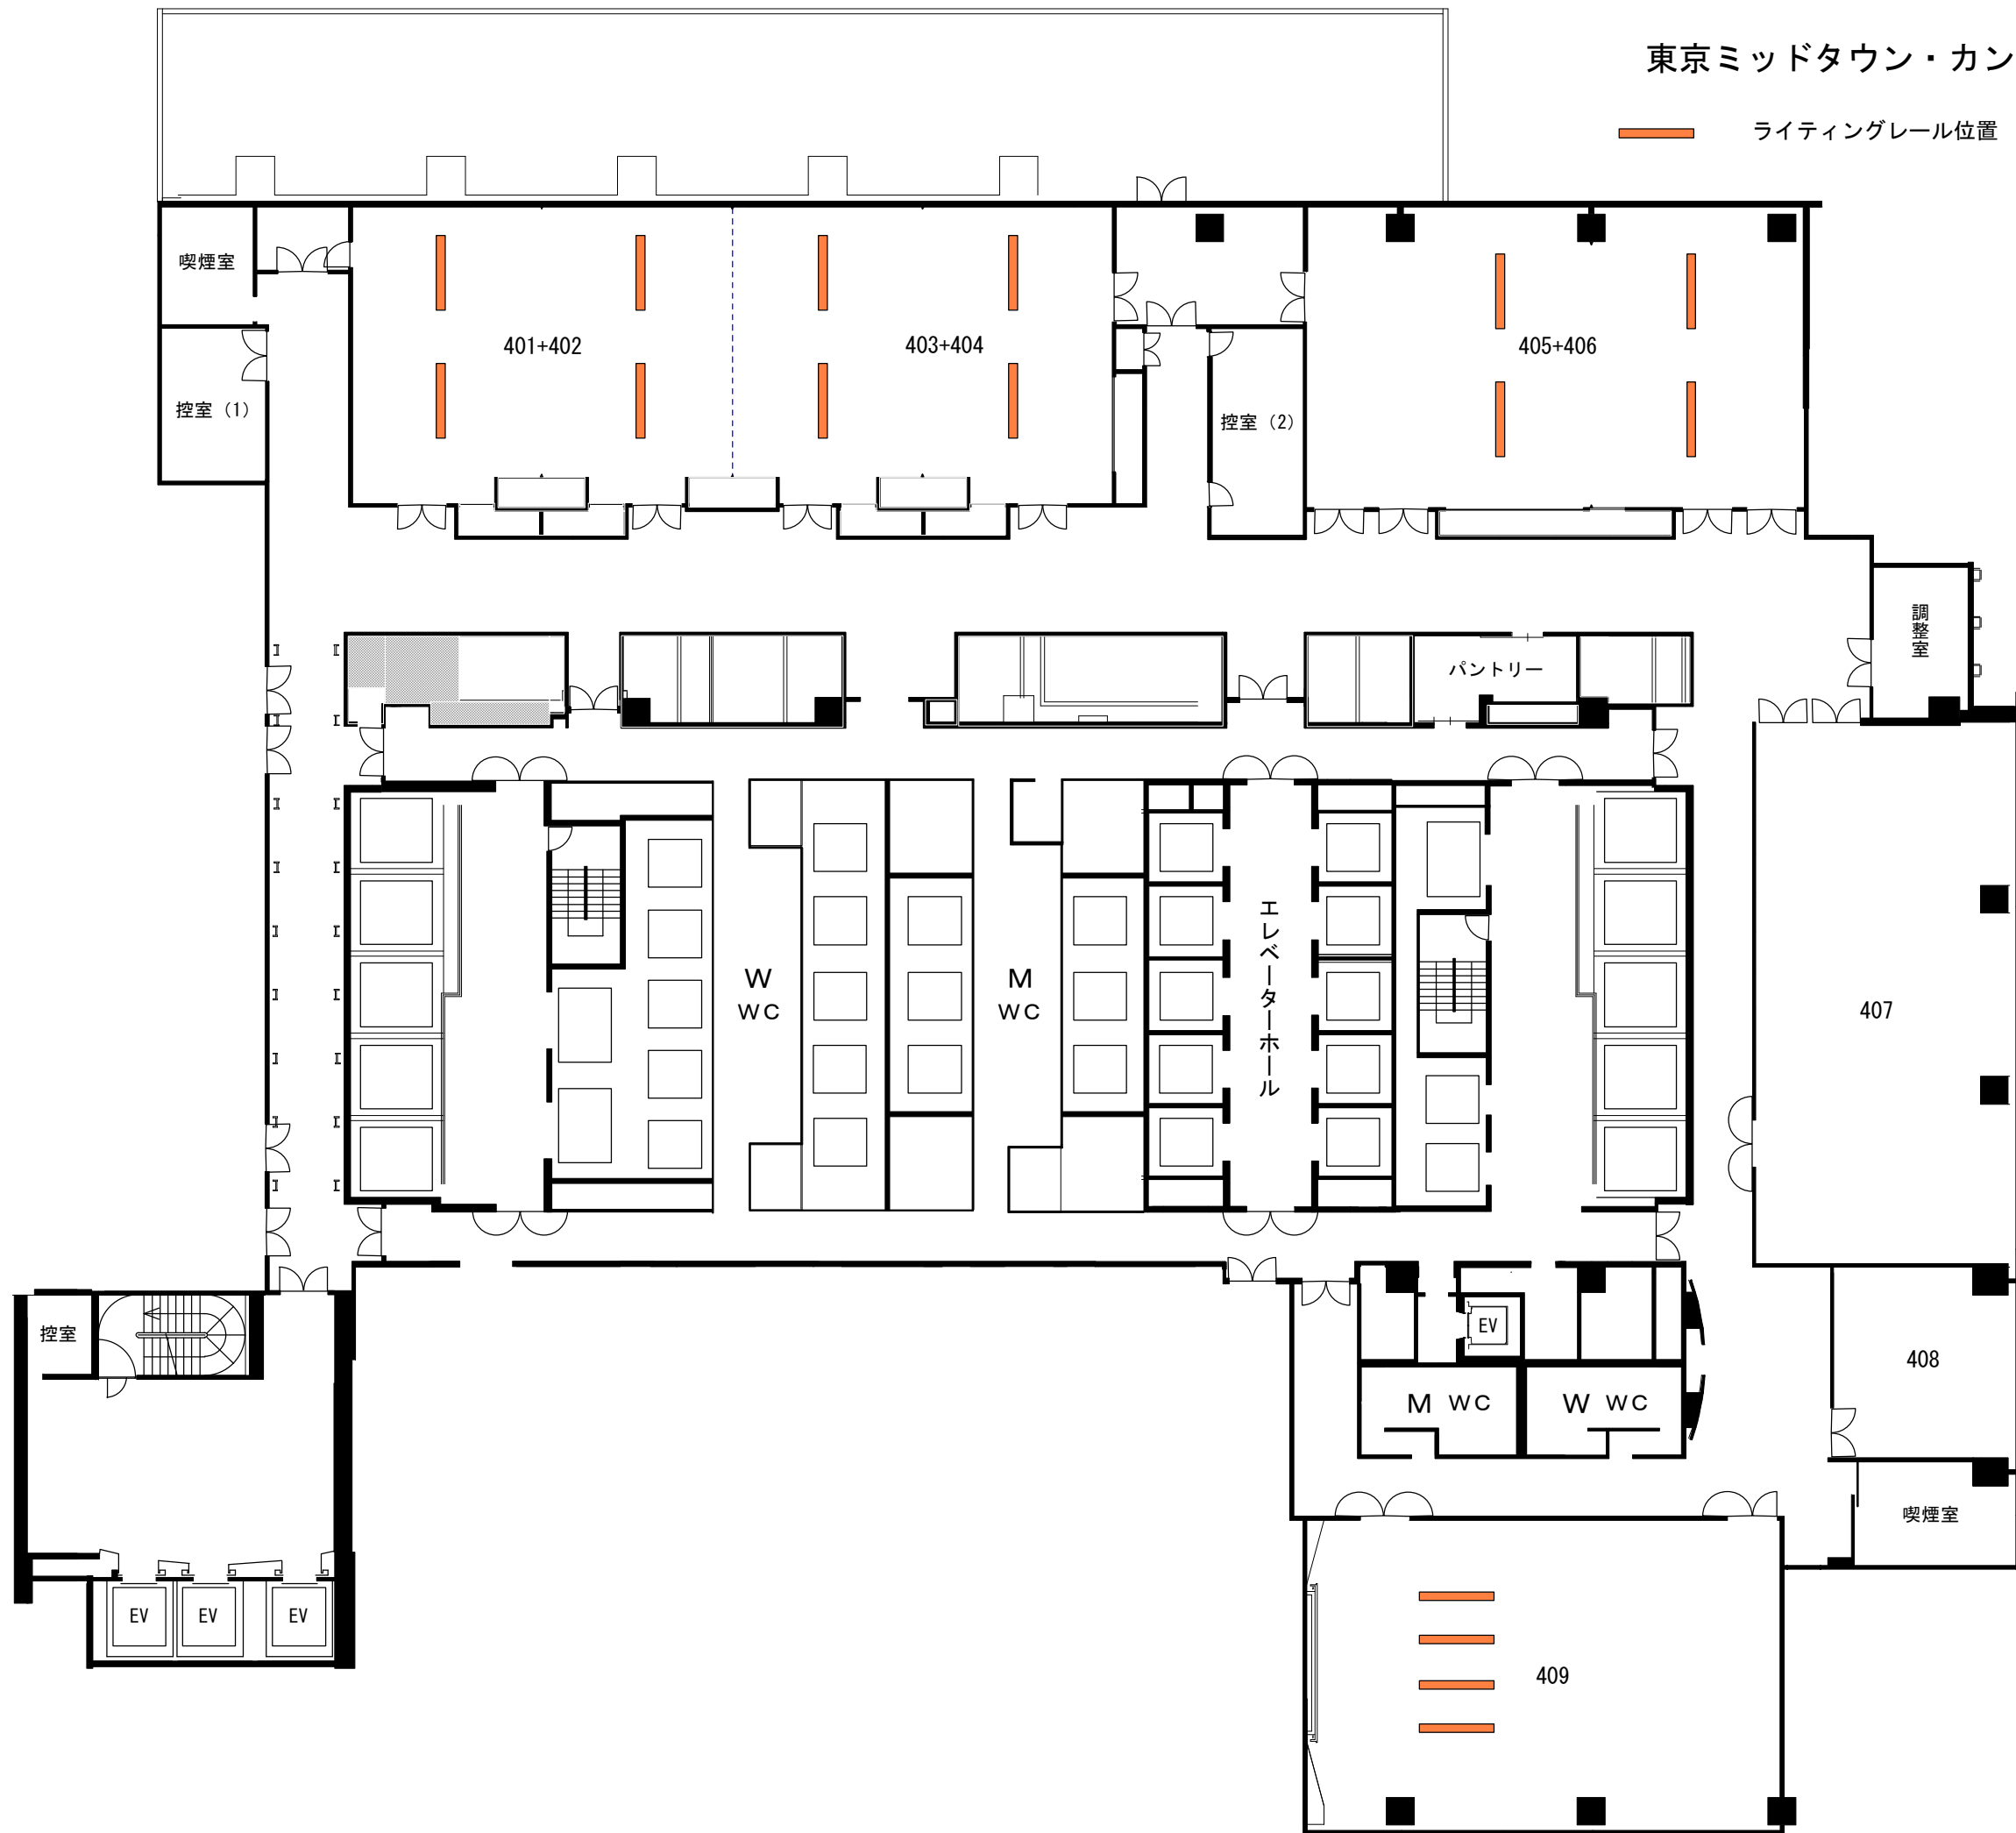 東京ミッドタウン・カン
ライティングレール位置
喫煙室
401+402
403+404
405+406
控室（1）
控室（2）
調整室
パントリー
エレベーターホール
W
WC
M
WC
407
控室
EV
408
M WC
W WC
喫煙室
EV
EV
EV
409